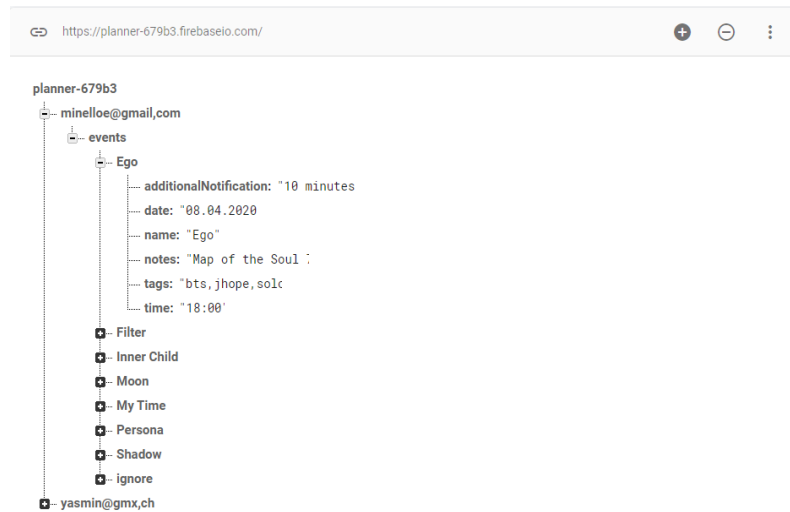 https://planner-679b3.firebaseio.com/
planner-679b3
minelloe@gmail,com
events
Ego
additionalNotification: "10 minutes
date: "08.04.2020
name: "Ego"
notes: "Map of the Soul
tags: "bts,jhope,solo
time: "18:00"
Filter
Inner Child
Moon
My Time
Persona
Shadow
ignore
yasmin@gmx,ch